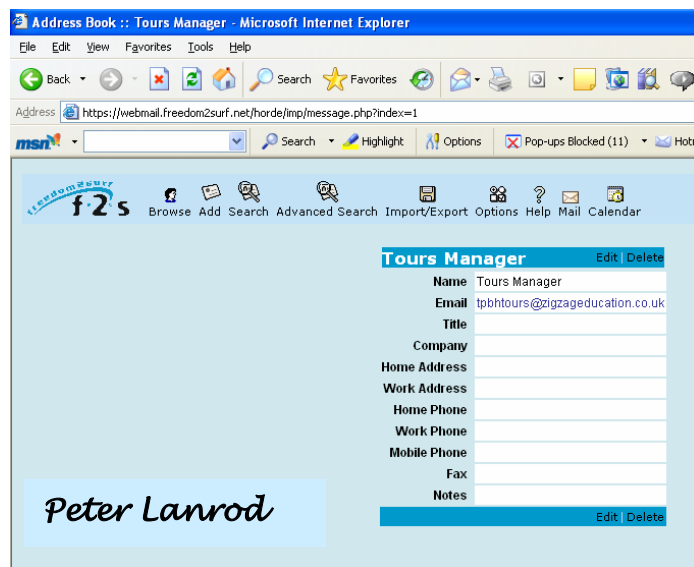 Address Book :: Tours Manager - Microsoft Internet Explorer
File Edit View Favorites Tools Help
Back Search Favorites
Address https://webmail.freedom2surf.net/horde/imp/message.php?index=1
msn Search Highlight Options Pop-ups Blocked (11) Hot
freedom2surf
f·2's Browse Add Search Advanced Search Import/Export Options Help Mail Calendar
Tours Manager Edit | Delete
Name Tours Manager
Email tpbhtours@zigzageducation.co.uk
Title
Company
Home Address
Work Address
Home Phone
Work Phone
Mobile Phone
Fax
Notes
Peter Lanrod
Edit | Delete